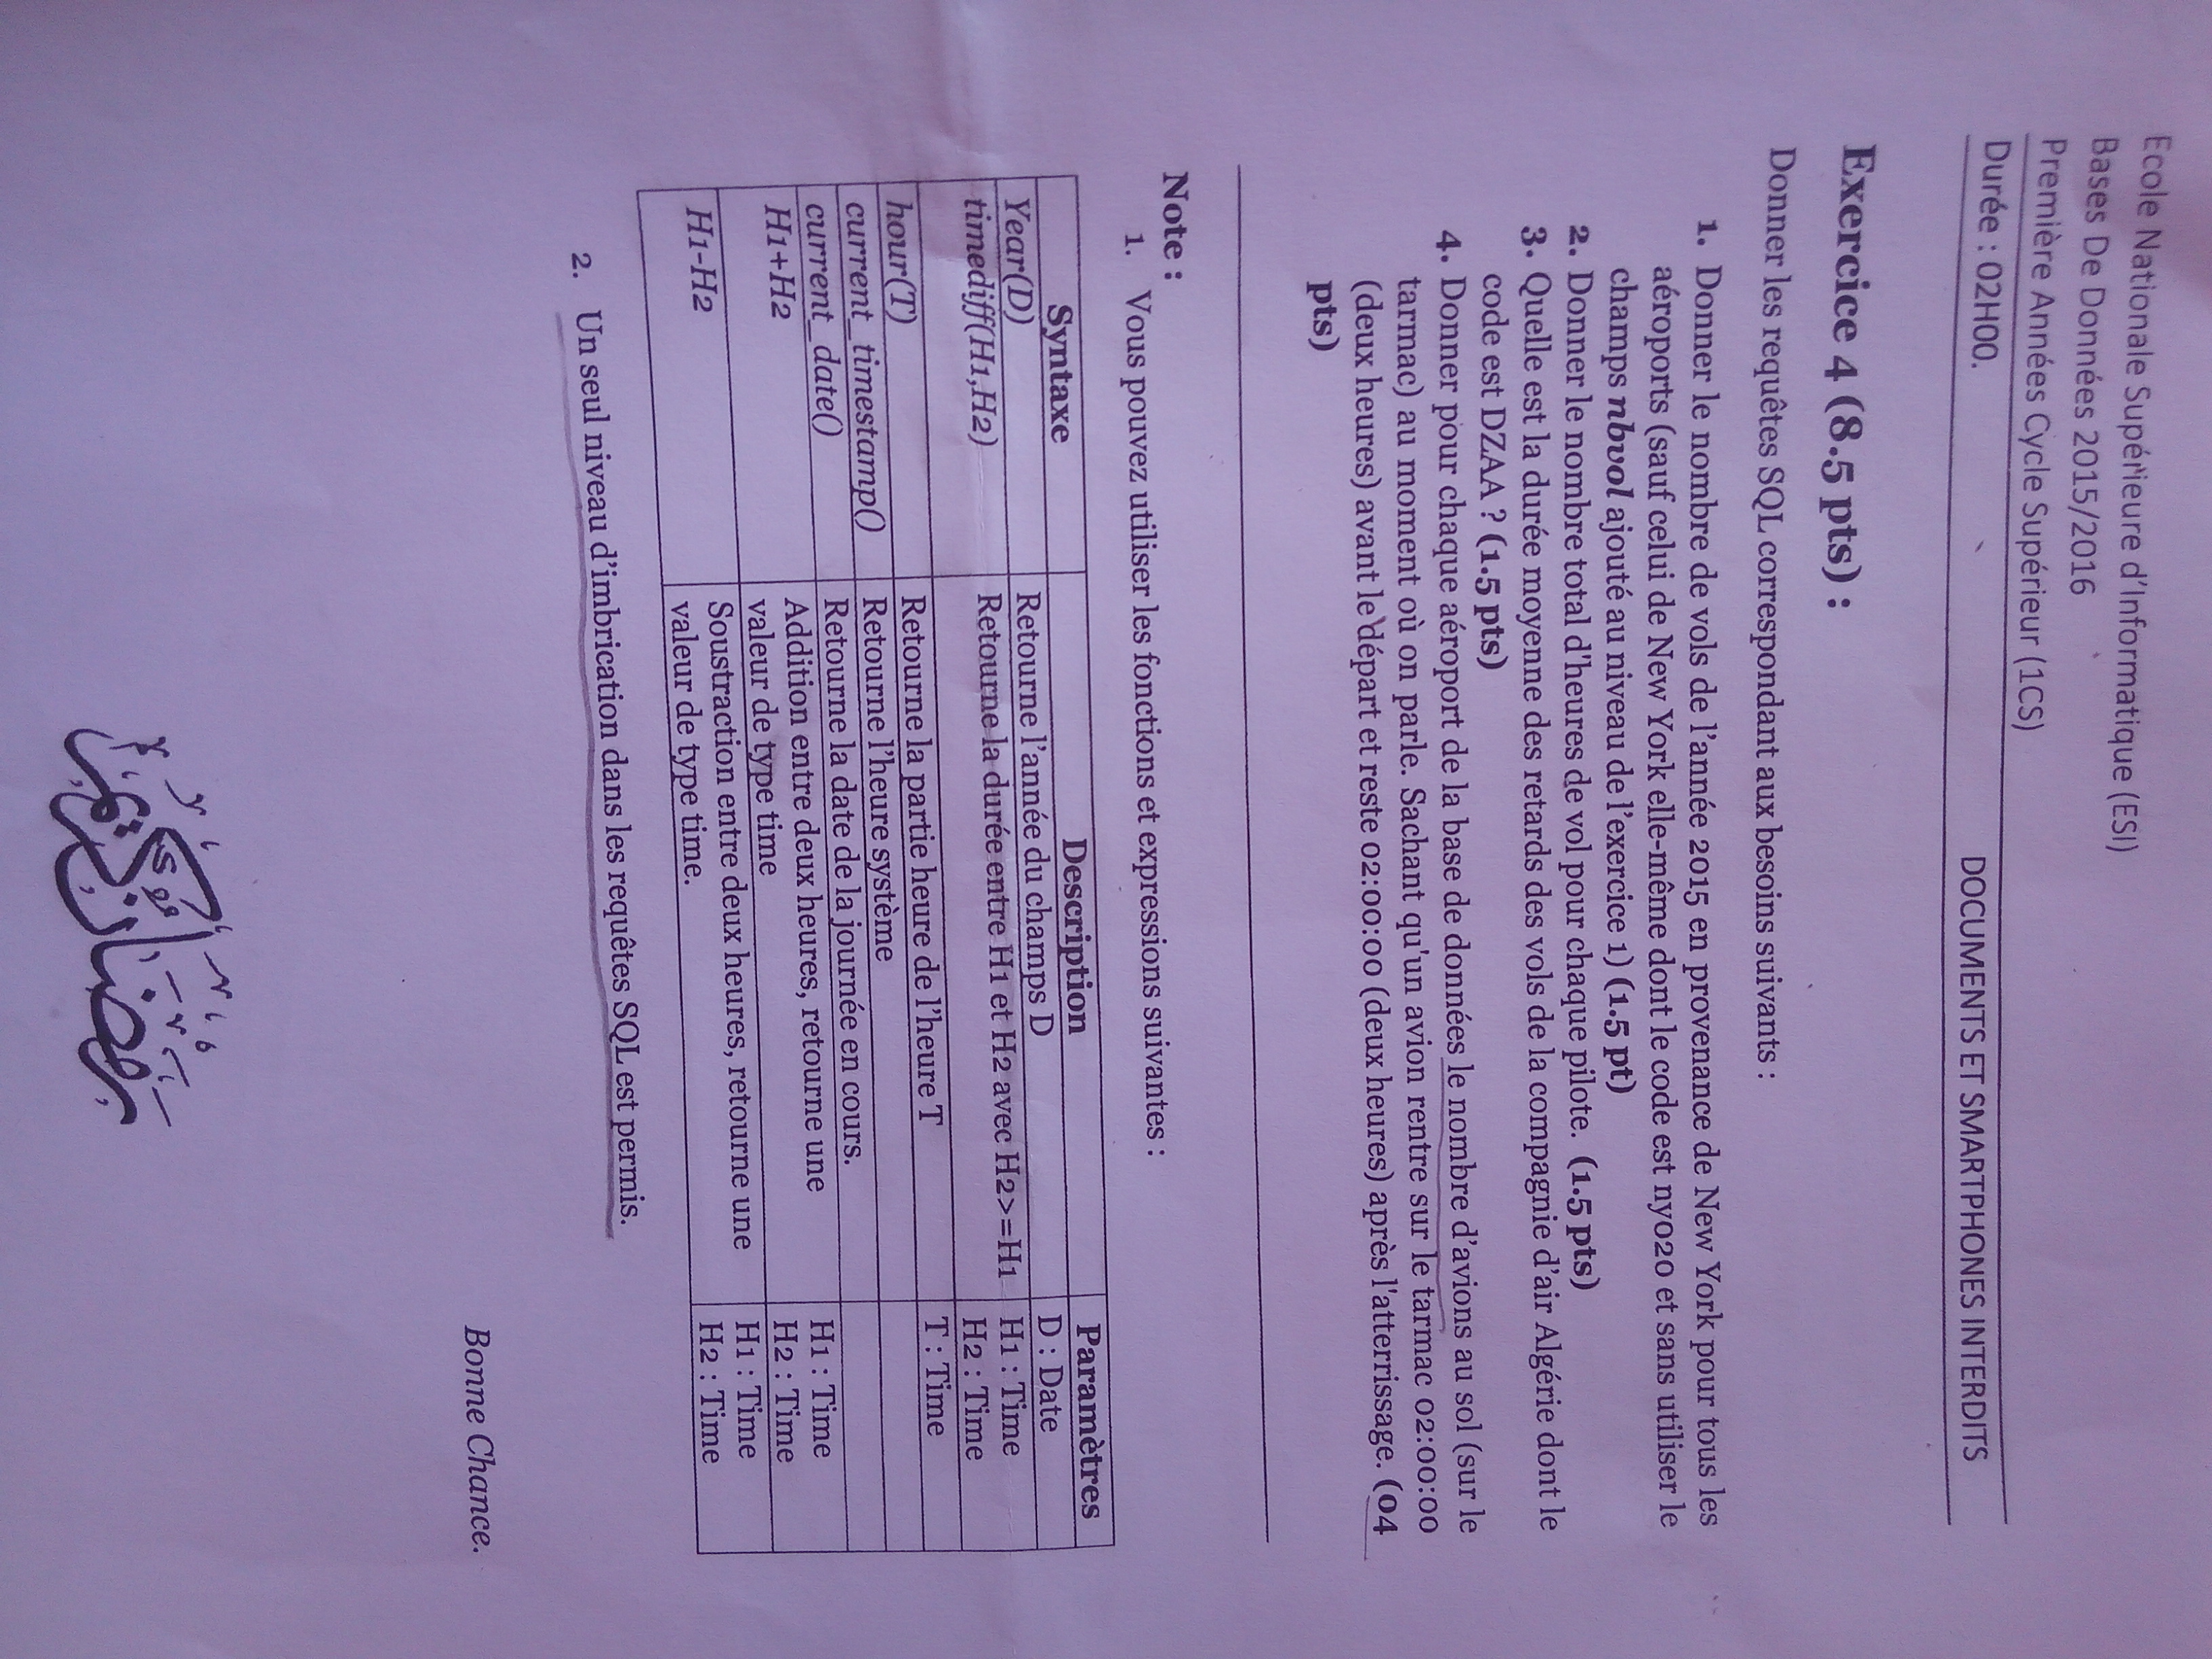 Ecole Nationale Supérieure d'Informatique (ESI)
Bases De Données 2015/2016
Première Années Cycle Supérieur (1CS)
Durée : 02H00. DOCUMENTS ET SMARTPHONES INTERDITS
Exercice 4 (8.5 pts) :
Donner les requêtes SQL correspondant aux besoins suivants :
1. Donner le nombre de vols de l'année 2015 en provenance de New York pour tous les
aéroports (sauf celui de New York elle-même dont le code est ny020 et sans utiliser le
champs nbvol ajouté au niveau de l'exercice 1) (1.5 pt)
2. Donner le nombre total d'heures de vol pour chaque pilote. (1.5 pts)
3. Quelle est la durée moyenne des retards des vols de la compagnie d'air Algérie dont le
code est DZAA ? (1.5 pts)
4. Donner pour chaque aéroport de la base de données le nombre d'avions au sol (sur le
tarmac) au moment où on parle. Sachant qu'un avion rentre sur le tarmac 02:00:00
(deux heures) avant le départ et reste 02:00:00 (deux heures) après l'atterrissage. (04
pts)
Note :
1. Vous pouvez utiliser les fonctions et expressions suivantes :
Syntaxe Description Paramètres
Year(D) Retourne l'année du champs D D : Date
timediff(H1,H2) Retourne la durée entre H1 et H2 avec H2>=H1 H1 : Time
H2 : Time
hour(T) Retourne la partie heure de l'heure T T : Time
current_timestamp() Retourne l'heure système
current_date() Retourne la date de la journée en cours.
H1+H2 Addition entre deux heures, retourne une H1 : Time
valeur de type time H2 : Time
H1-H2 Soustraction entre deux heures, retourne une H1 : Time
valeur de type time. H2 : Time
2. Un seul niveau d'imbrication dans les requêtes SQL est permis.
Bonne Chance.